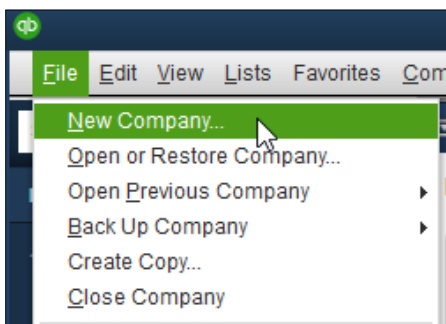 qb
File Edit View Lists Favorites Com
New Company...
Open or Restore Company...
Open Previous Company
Back Up Company
Create Copy...
Close Company